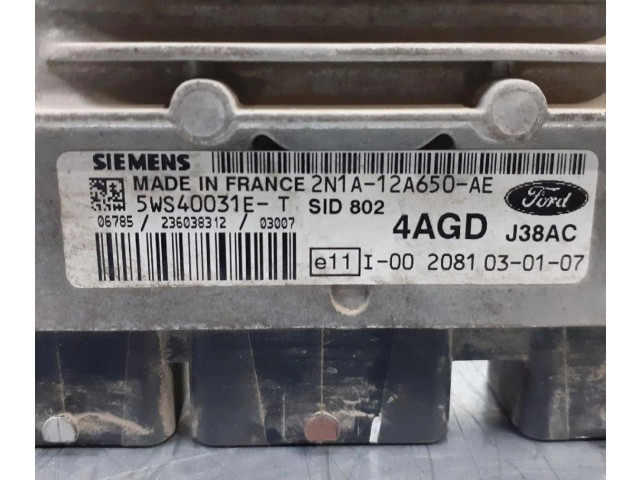 SIEMENS
MADE IN FRANCE 2N1A-12A650-AE
5WS40031E-T SID 802
06785 / 236038312 / 03007
4AGD J38AC
Ford
e11 I-00 2081 03-01-07